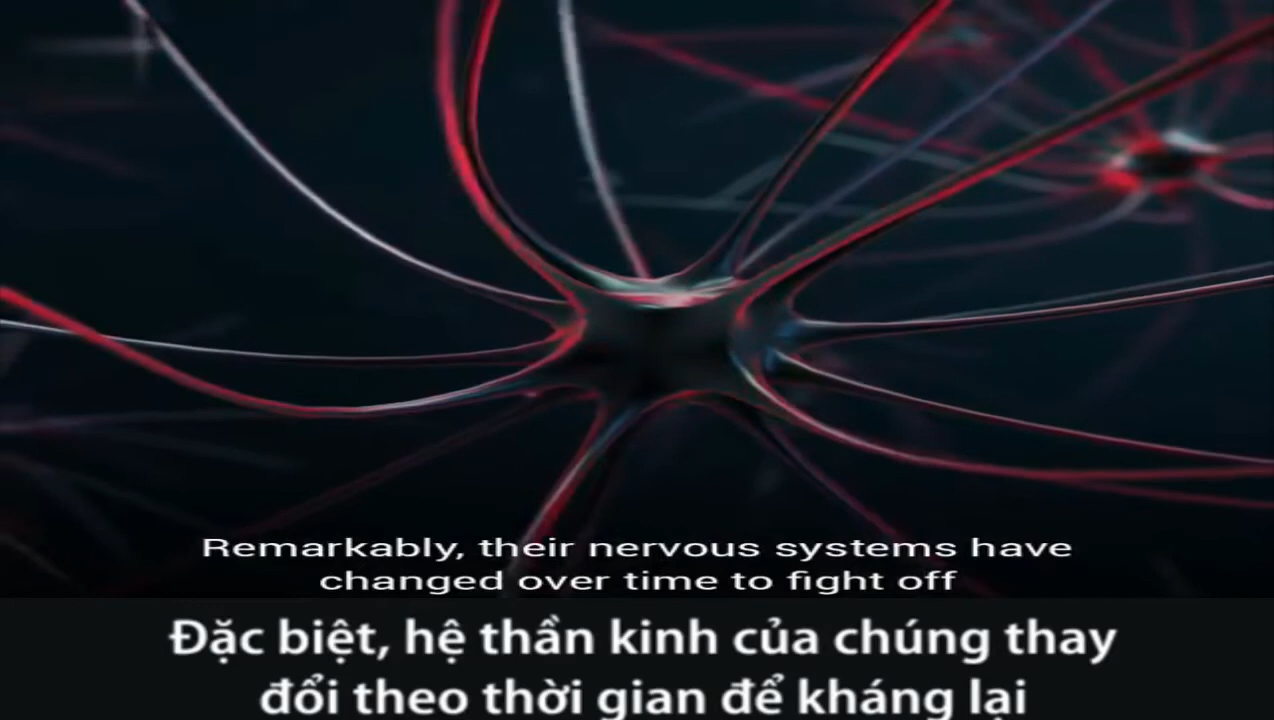 Remarkably, their nervous systems have
changed over time to fight off
Đặc biệt, hệ thần kinh của chúng thay
đổi theo thời gian để kháng lại